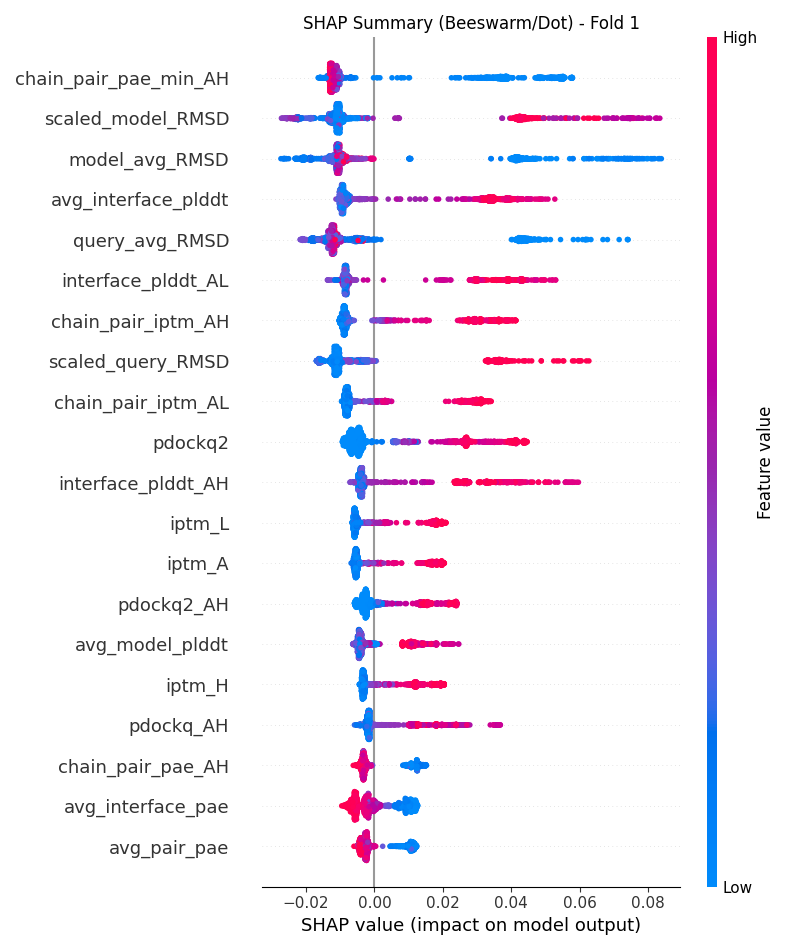 SHAP Summary (Beeswarm/Dot) - Fold 1
High
chain_pair_pae_min_AH
scaled_model_RMSD
model_avg_RMSD
avg_interface_plddt
query_avg_RMSD
interface_plddt_AL
chain_pair_iptm_AH
scaled_query_RMSD
chain_pair_iptm_AL
pdockq2
interface_plddt_AH
iptm_L
iptm_A
pdockq2_AH
avg_model_plddt
iptm_H
pdockq_AH
chain_pair_pae_AH
avg_interface_pae
avg_pair_pae
Feature value
Low
−0.02 0.00 0.02 0.04 0.06 0.08
SHAP value (impact on model output)